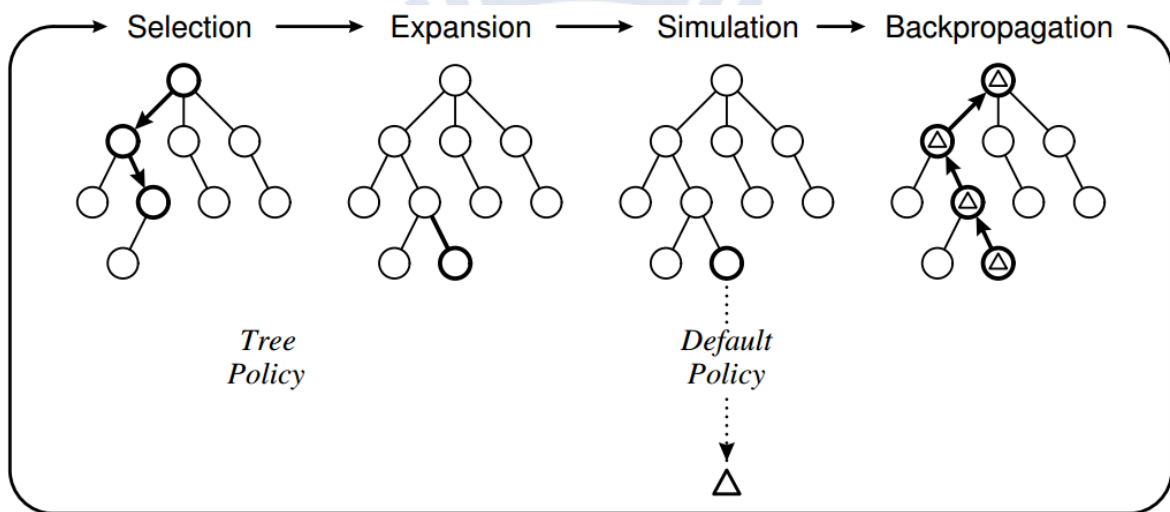 Selection Expansion Simulation Backpropagation
Tree
Policy
Default
Policy